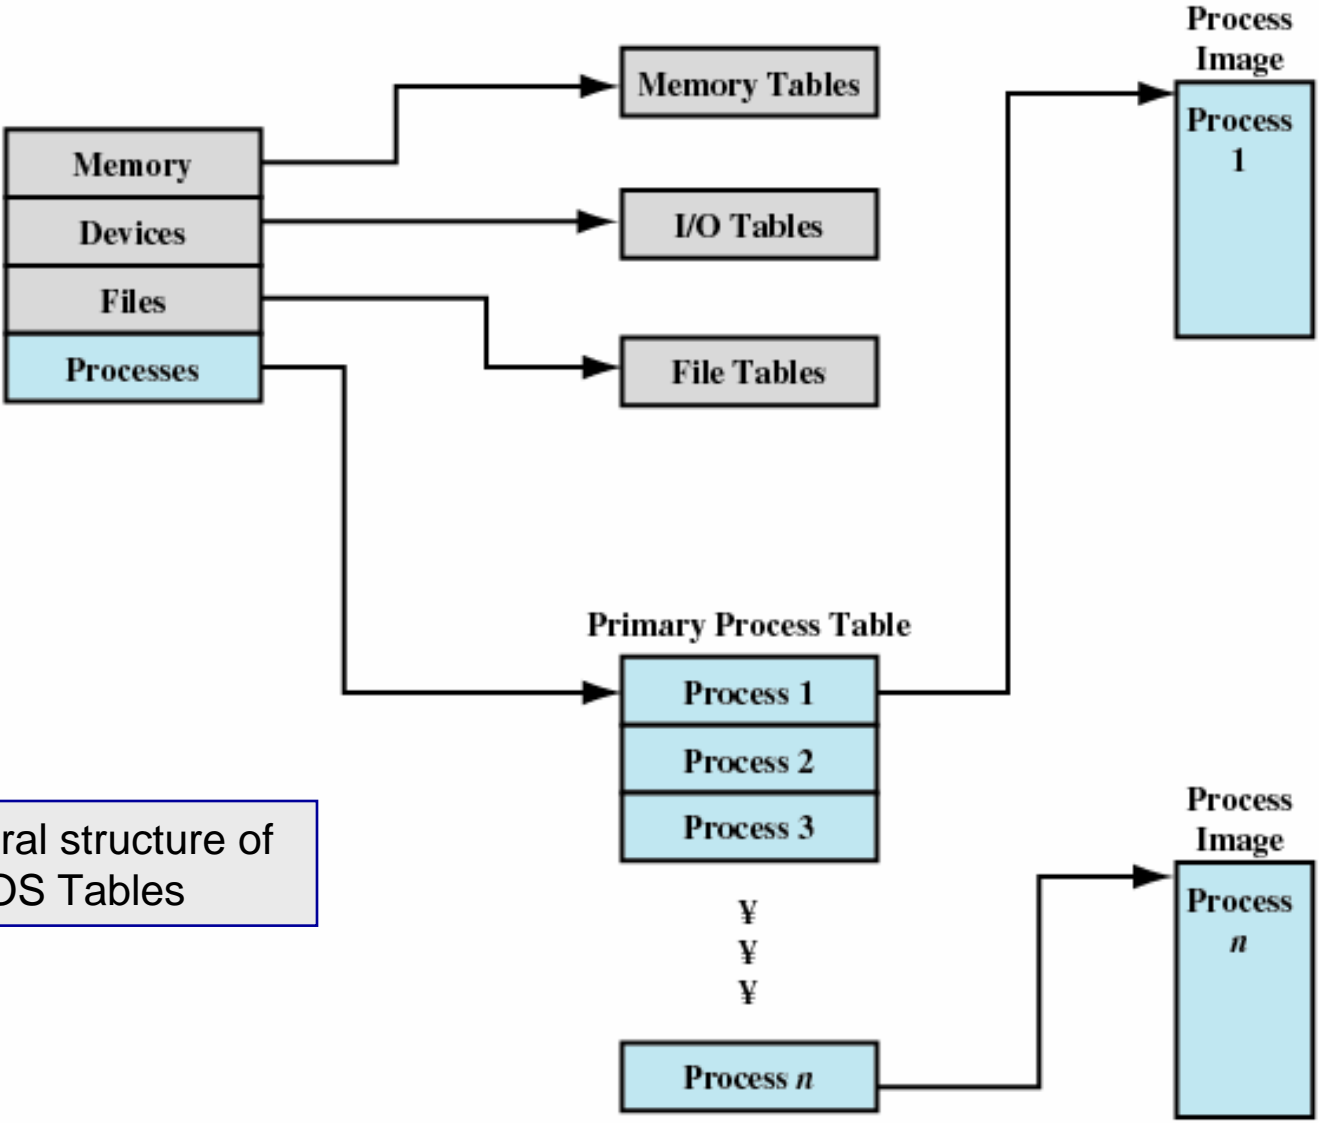 Process
Image
Process
1
Memory Tables
Memory
Devices
Files
Processes
I/O Tables
File Tables
Primary Process Table
Process 1
Process 2
Process 3
¥
¥
¥
Process n
ral structure of
OS Tables
Process
Image
Process
n